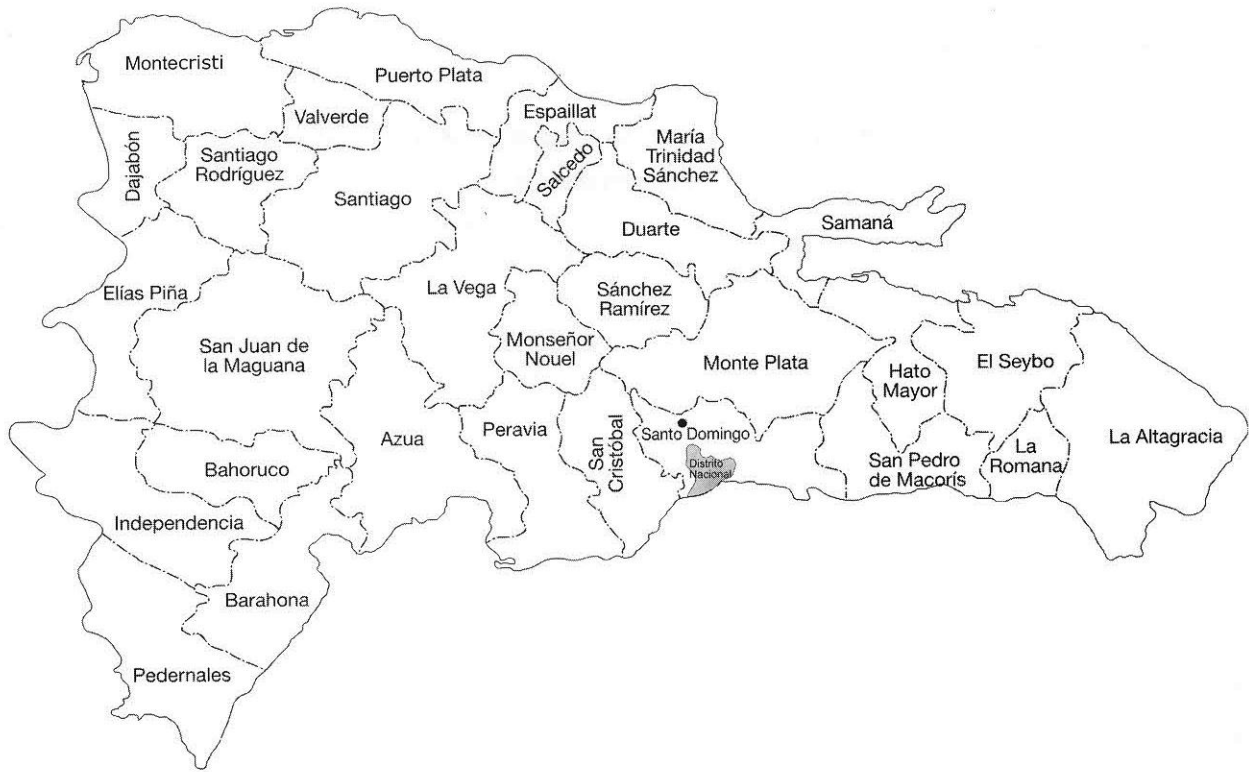 Montecristi
Puerto Plata
Espaillat
Valverde
María
Trinidad
Sánchez
Dajabón
Santiago
Rodríguez
Salcedo
Santiago
Duarte
Samaná
Elías Piña
La Vega
Sánchez
Ramírez
San Juan de
la Maguana
Monseñor
Nouel
Monte Plata
Hato
Mayor
El Seybo
Azua
Peravia
San
Cristóbal
Santo Domingo
La Altagracia
Bahoruco
Distrito
Nacional
San Pedro
de Macorís
La
Romana
Independencia
Barahona
Pedernales